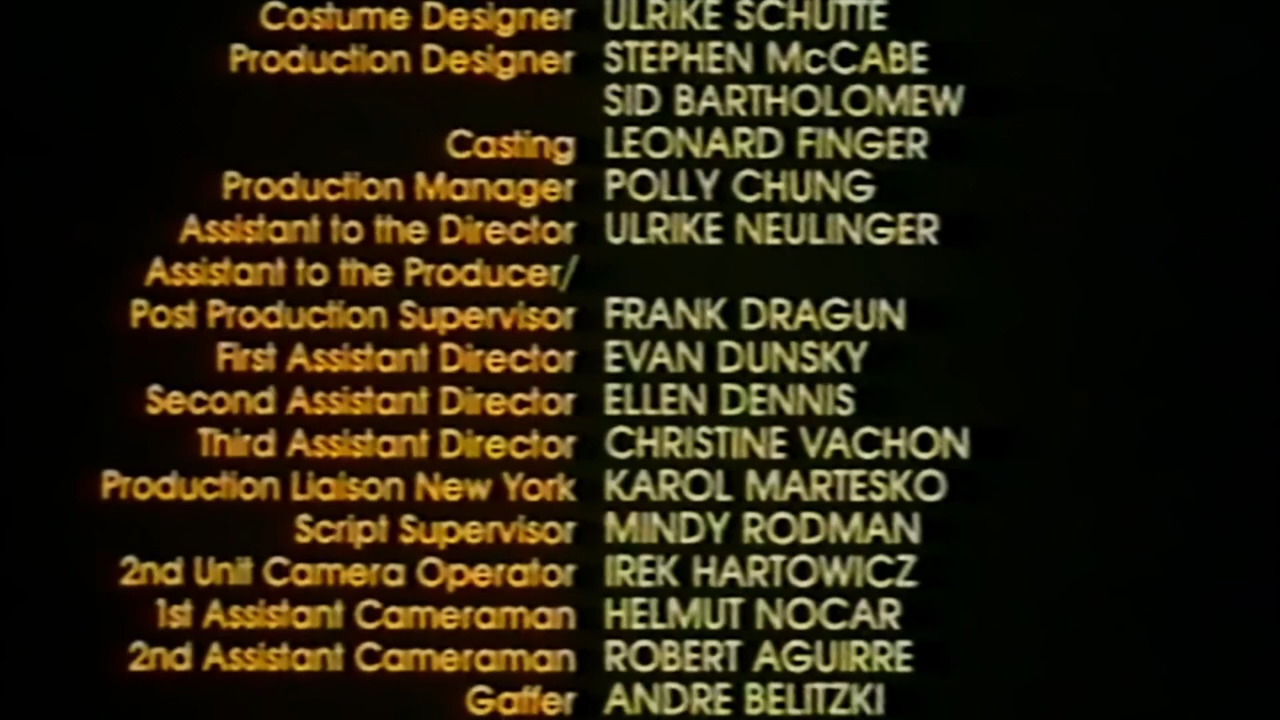 Costume Designer ULRIKE SCHUTTE
Production Designer STEPHEN McCABE
SID BARTHOLOMEW
Casting LEONARD FINGER
Production Manager POLLY CHUNG
Assistant to the Director ULRIKE NEULINGER
Assistant to the Producer/
Post Production Supervisor FRANK DRAGUN
First Assistant Director EVAN DUNSKY
Second Assistant Director ELLEN DENNIS
Third Assistant Director CHRISTINE VACHON
Production Liaison New York KAROL MARTESKO
Script Supervisor MINDY RODMAN
2nd Unit Camera Operator IREK HARTOWICZ
1st Assistant Cameraman HELMUT NOCAR
2nd Assistant Cameraman ROBERT AGUIRRE
Gaffer ANDRE BELITZKI